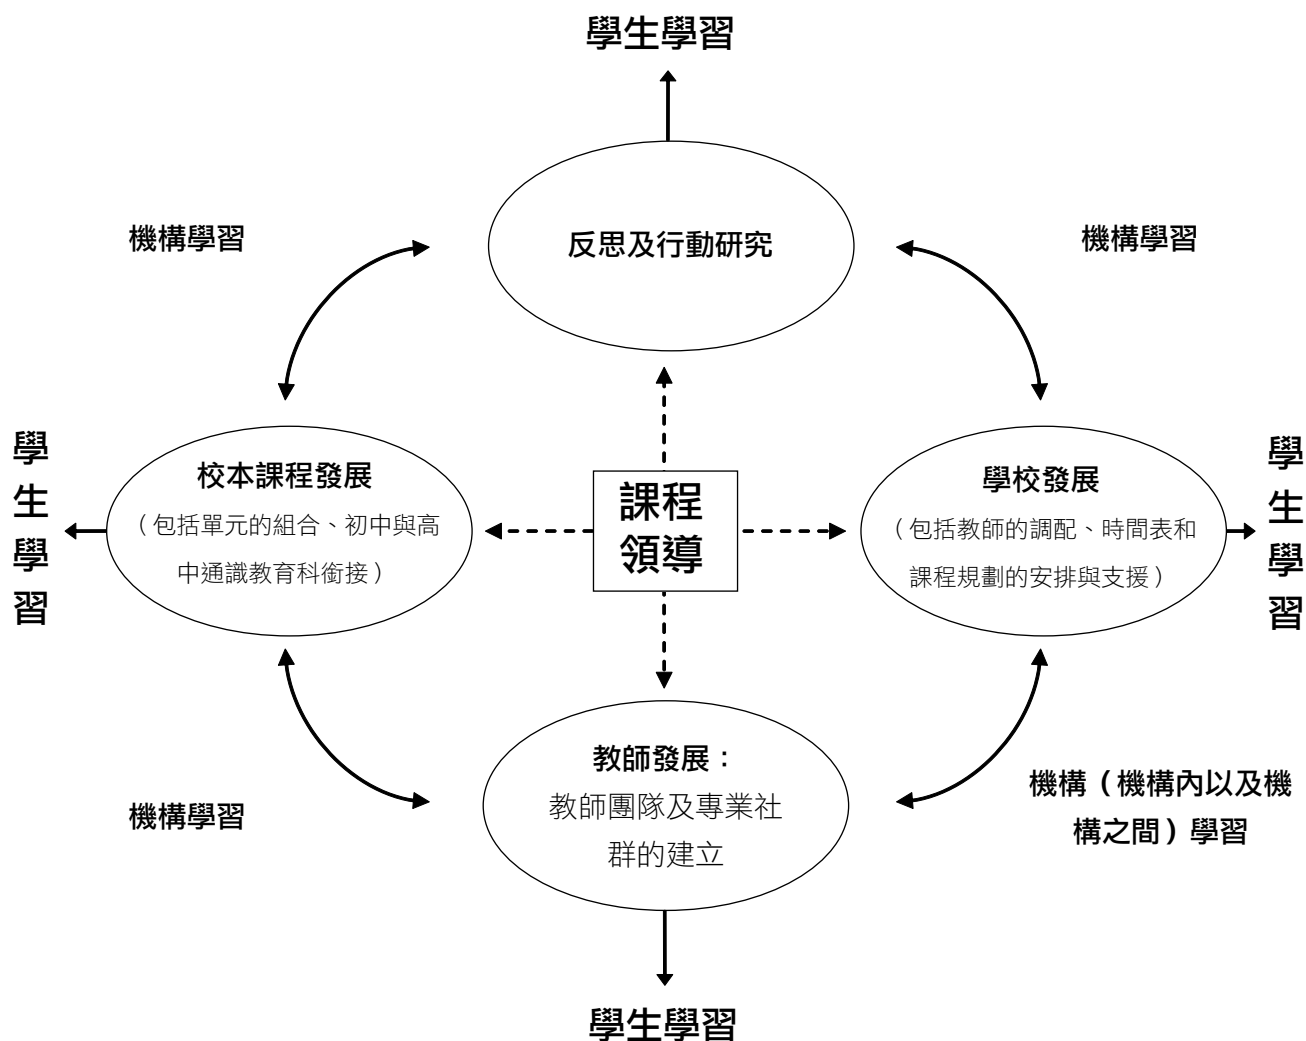 學生學習
機構學習
機構學習
反思及行動研究
學生學習
校本課程發展
（包括單元的組合、初中與高
中通識教育科銜接）
課程
領導
學校發展
（包括教師的調配、時間表和
課程規劃的安排與支援）
學生學習
機構學習
教師發展：
教師團隊及專業社
群的建立
機構（機構內以及機
構之間）學習
學生學習